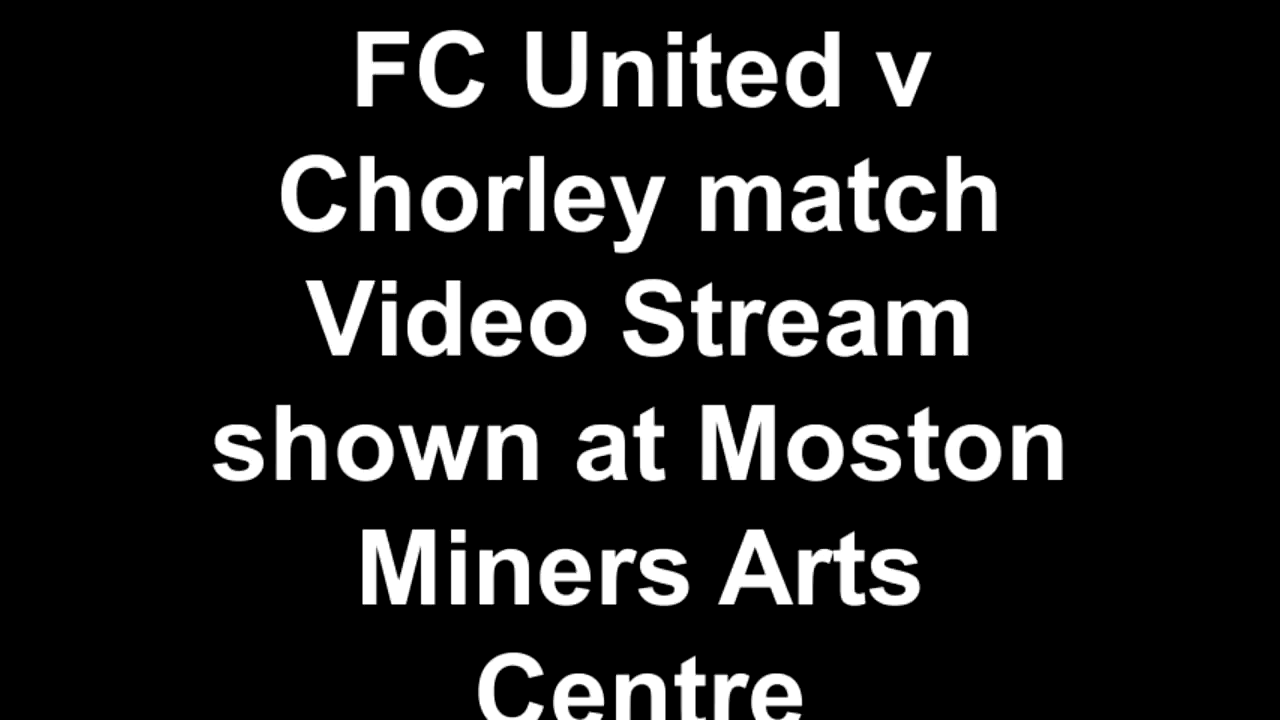 FC United v
Chorley match
Video Stream
shown at Moston
Miners Arts
Centre